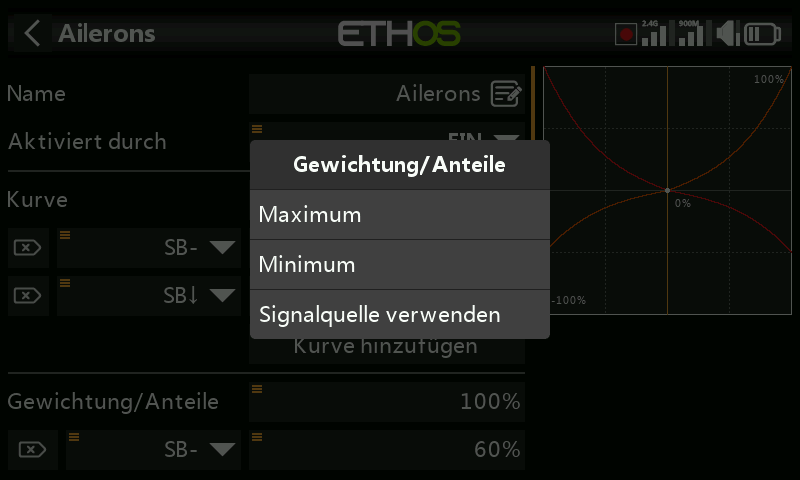 Ailerons
ETHOS
2.4G
900M
Name
Ailerons
Aktiviert durch
EIN
Gewichtung/Anteile
Maximum
Minimum
Signalquelle verwenden
Kurve
SB-
SB↓
Kurve hinzufügen
Gewichtung/Anteile
100%
SB-
60%
100%
0%
-100%